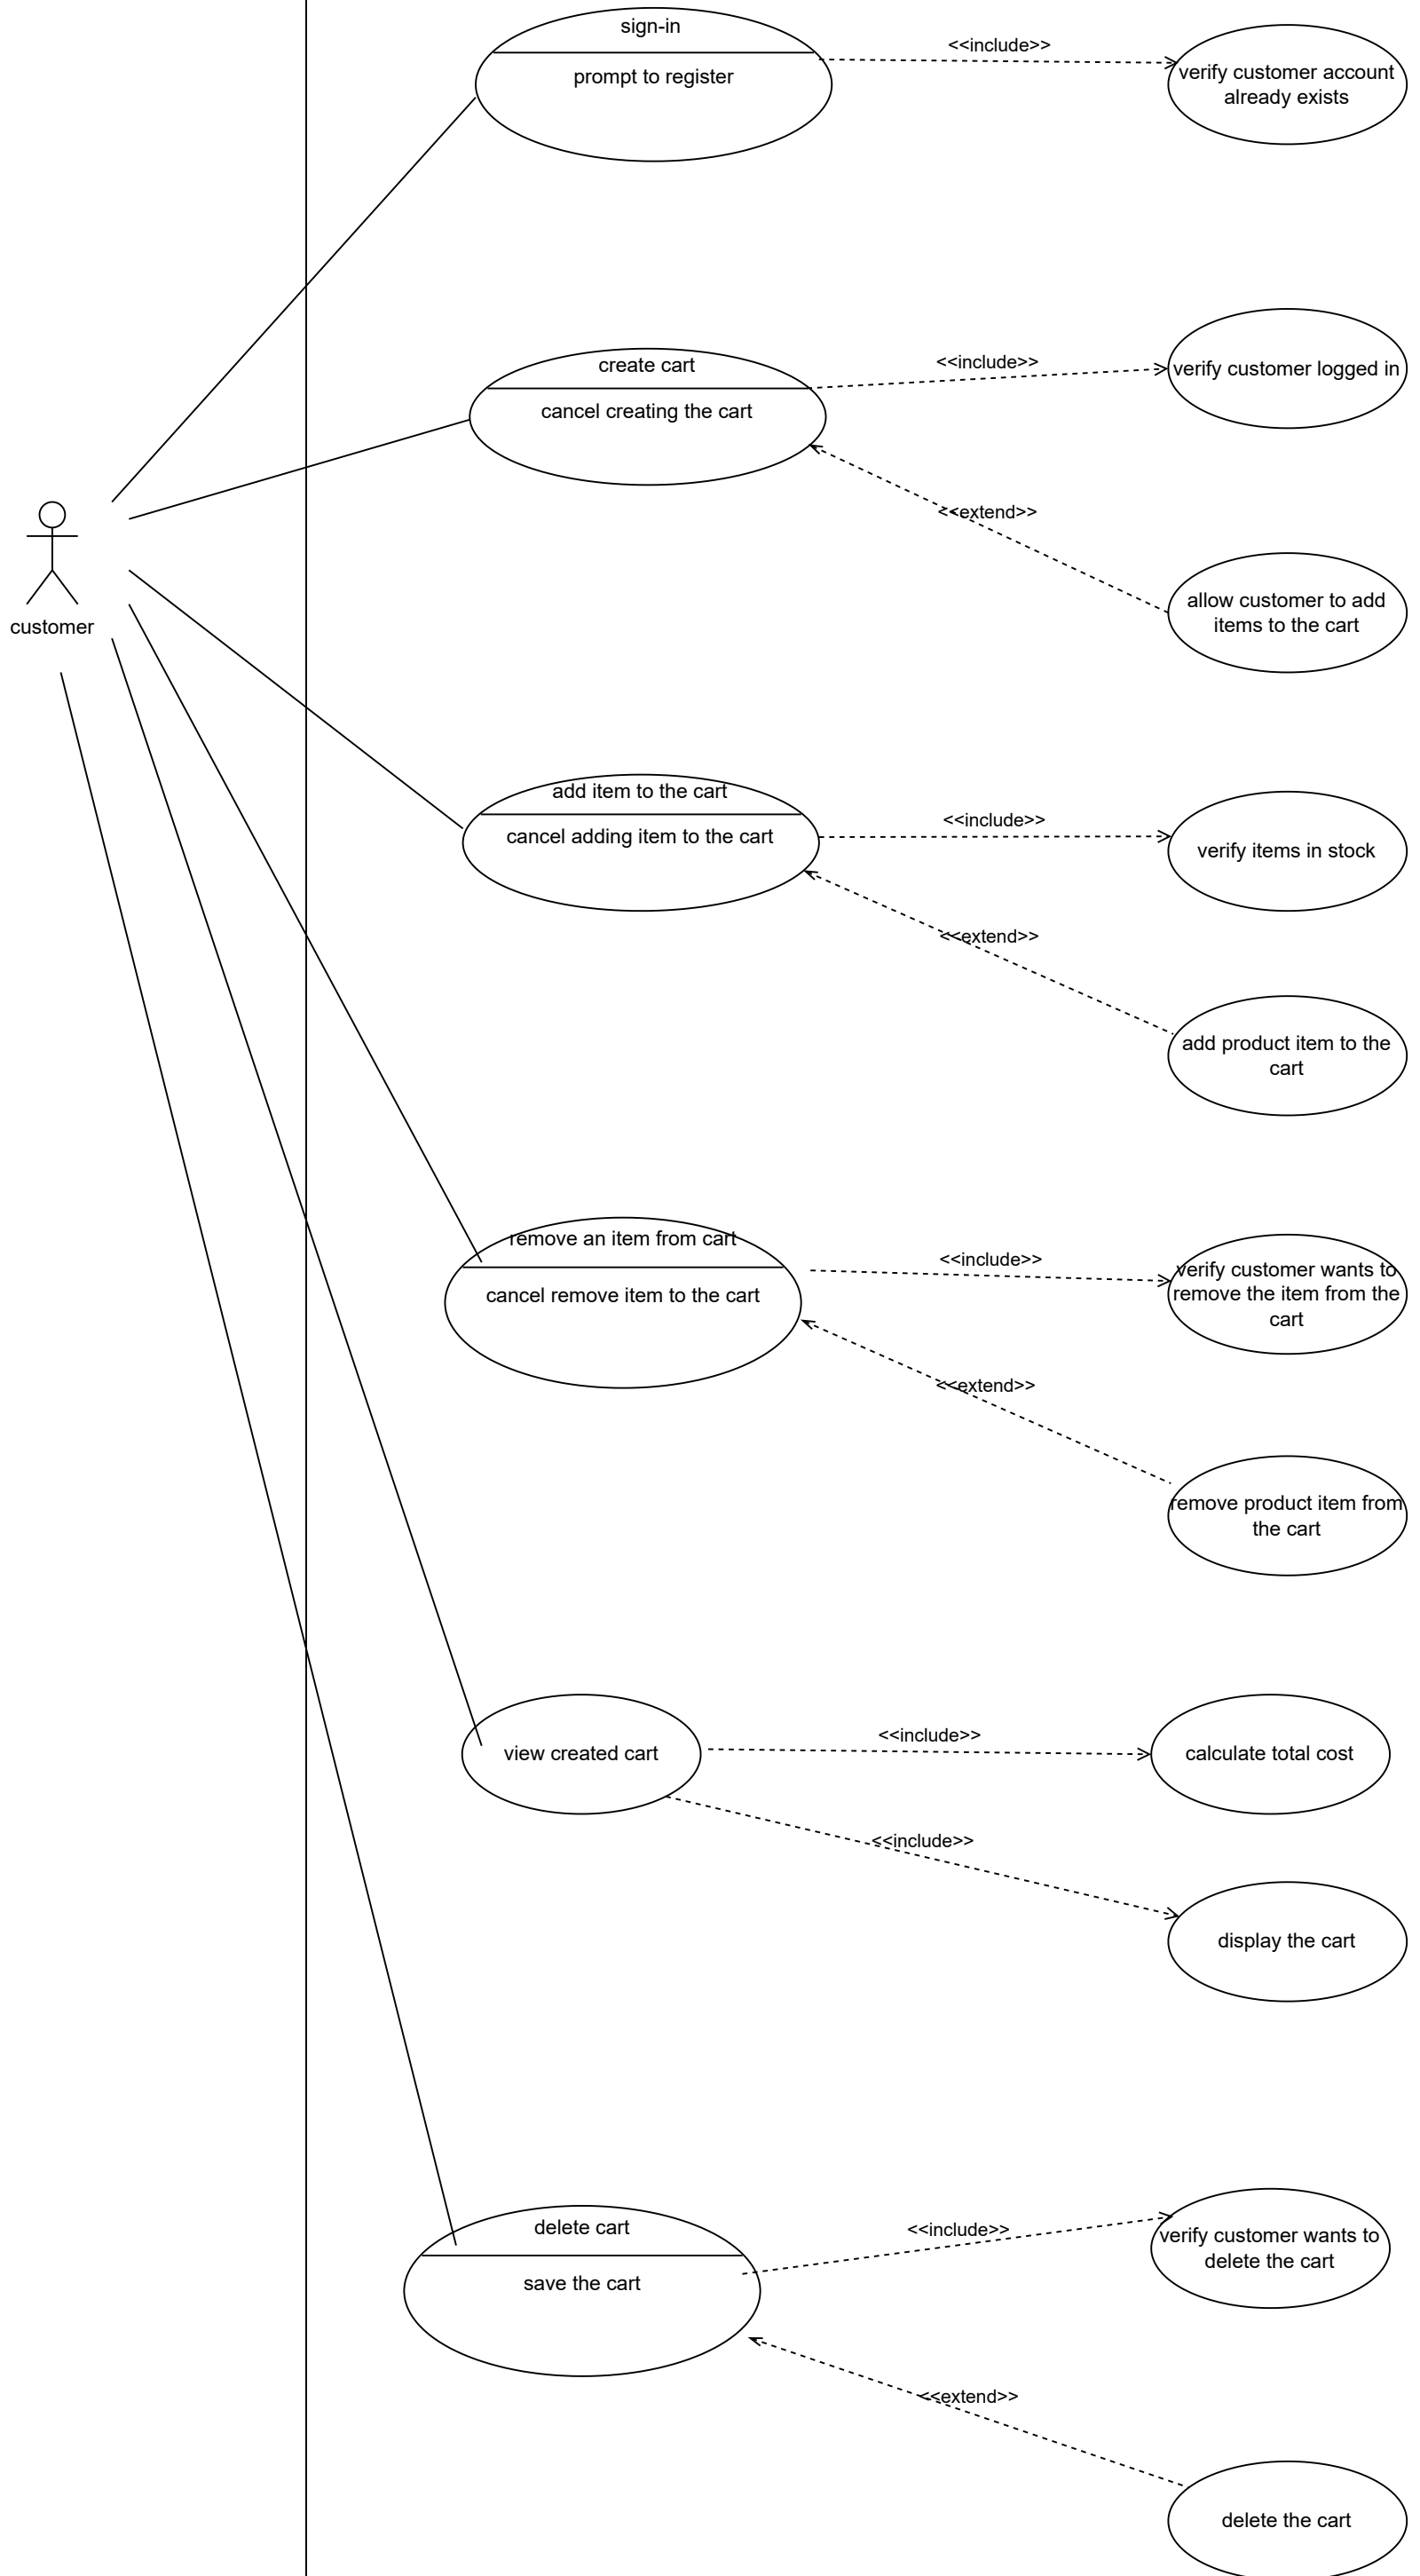 sign-in
prompt to register
<<include>>
verify customer account
already exists
create cart
cancel creating the cart
<<include>>
verify customer logged in
<<extend>>
allow customer to add
items to the cart
customer
add item to the cart
cancel adding item to the cart
<<include>>
verify items in stock
<<extend>>
add product item to the
cart
remove an item from cart
cancel remove item to the cart
<<include>>
verify customer wants to
remove the item from the
cart
<<extend>>
remove product item from
the cart
view created cart
<<include>>
calculate total cost
<<include>>
display the cart
delete cart
save the cart
<<include>>
verify customer wants to
delete the cart
<<extend>>
delete the cart